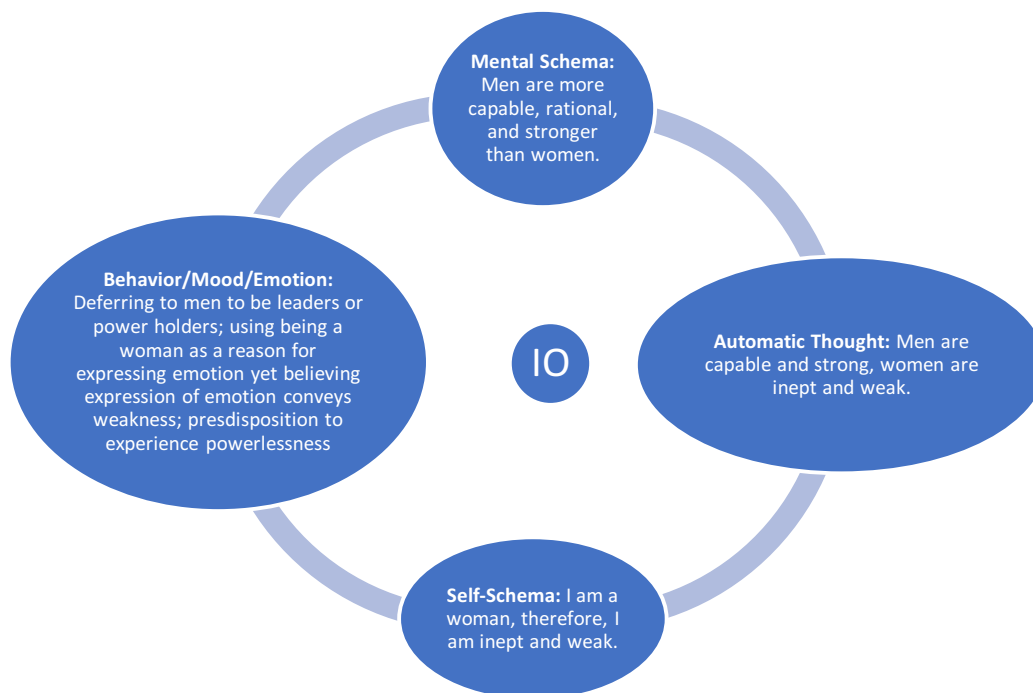 Mental Schema:
Men are more
capable, rational,
and stronger
than women.
Behavior/Mood/Emotion:
Deferring to men to be leaders or
power holders; using being a
woman as a reason for
expressing emotion yet believing
expression of emotion conveys
weakness; presdisposition to
experience powerlessness
IO
Automatic Thought: Men are
capable and strong, women are
inept and weak.
Self-Schema: I am a
woman, therefore, I
am inept and weak.